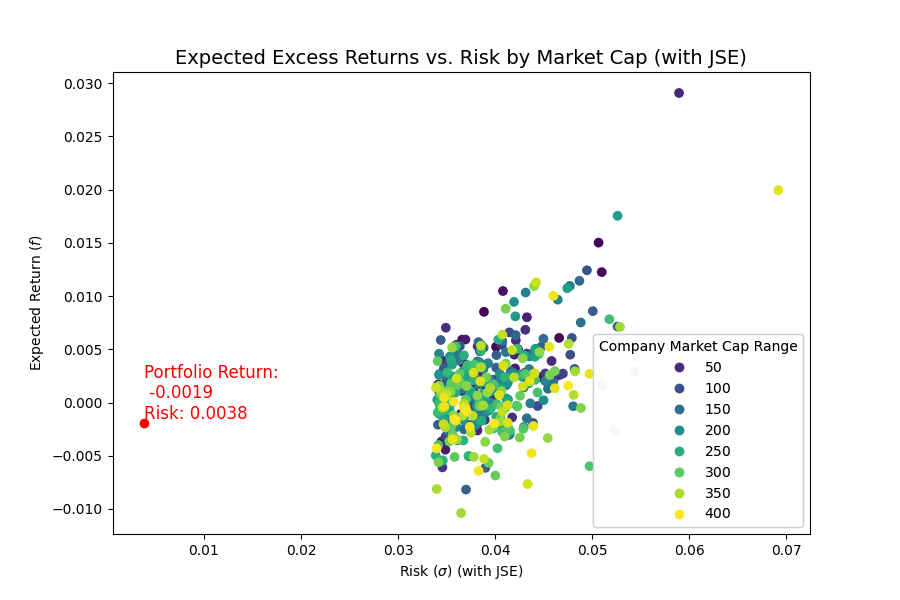 Expected Excess Returns vs. Risk by Market Cap (with JSE)
0.030
0.025
0.020
0.015
0.010
0.005
0.000
−0.005
−0.010
Expected Return (f)
Portfolio Return:
-0.0019
Risk: 0.0038
Company Market Cap Range
50
100
150
200
250
300
350
400
0.01 0.02 0.03 0.04 0.05 0.06 0.07
Risk (σ) (with JSE)